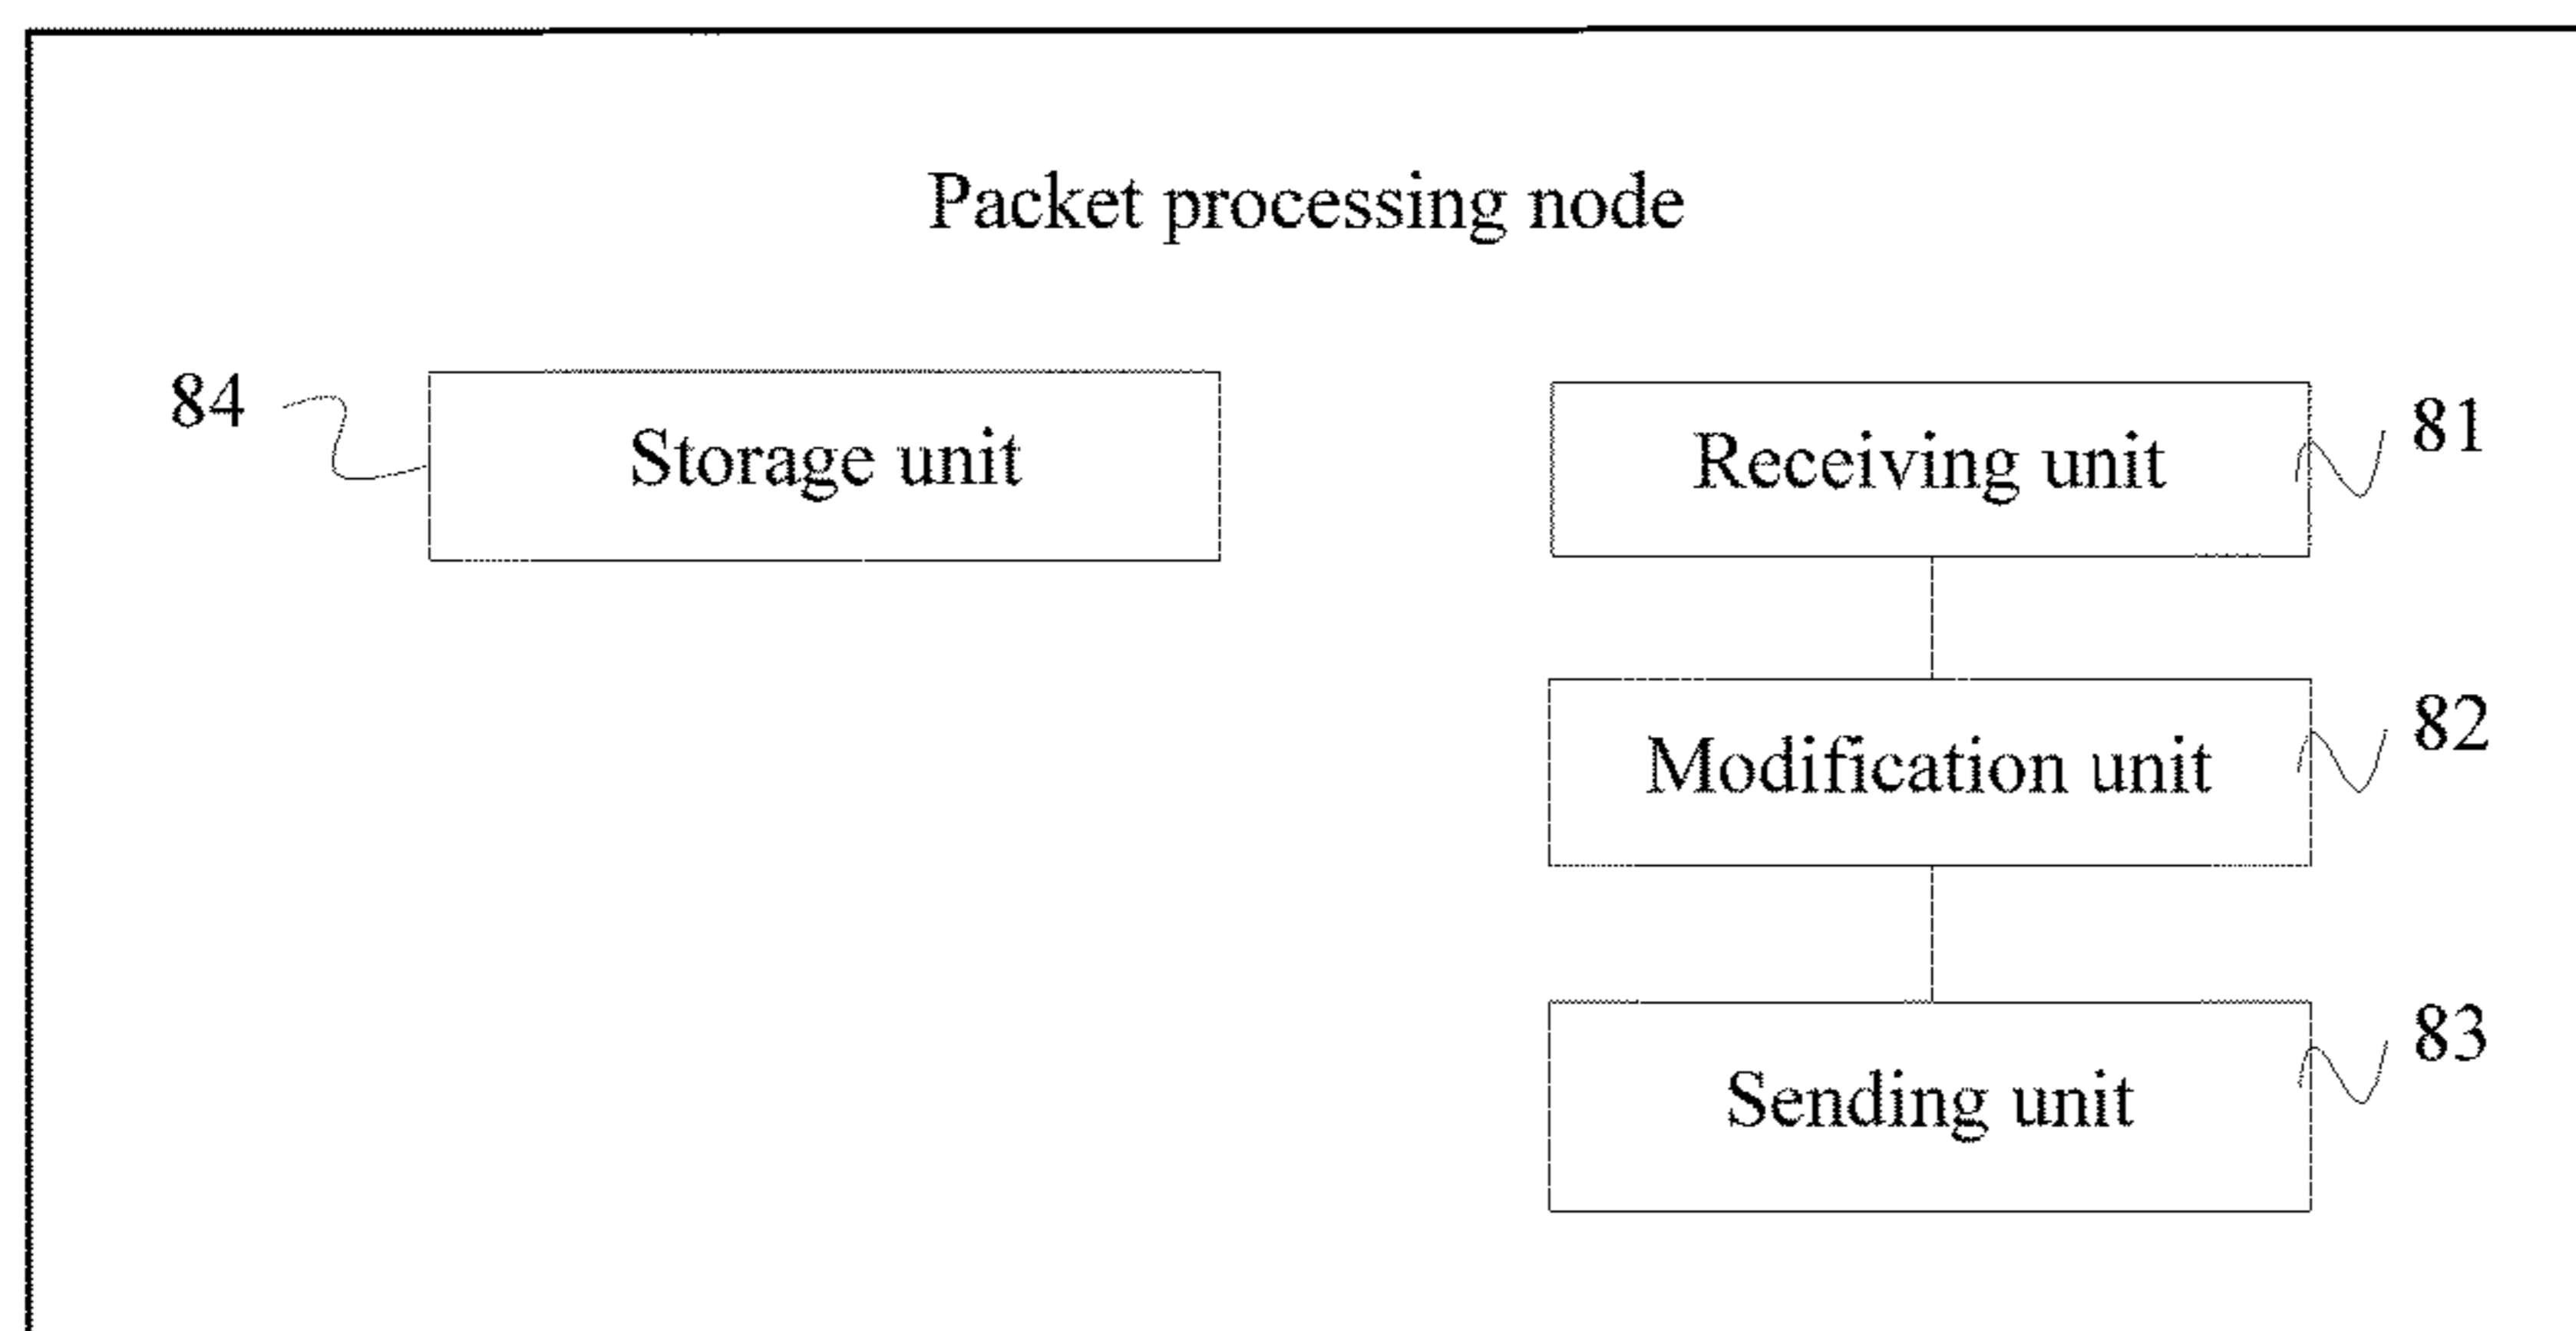 Packet processing node
84
Storage unit
Receiving unit
81
Modification unit
82
Sending unit
83